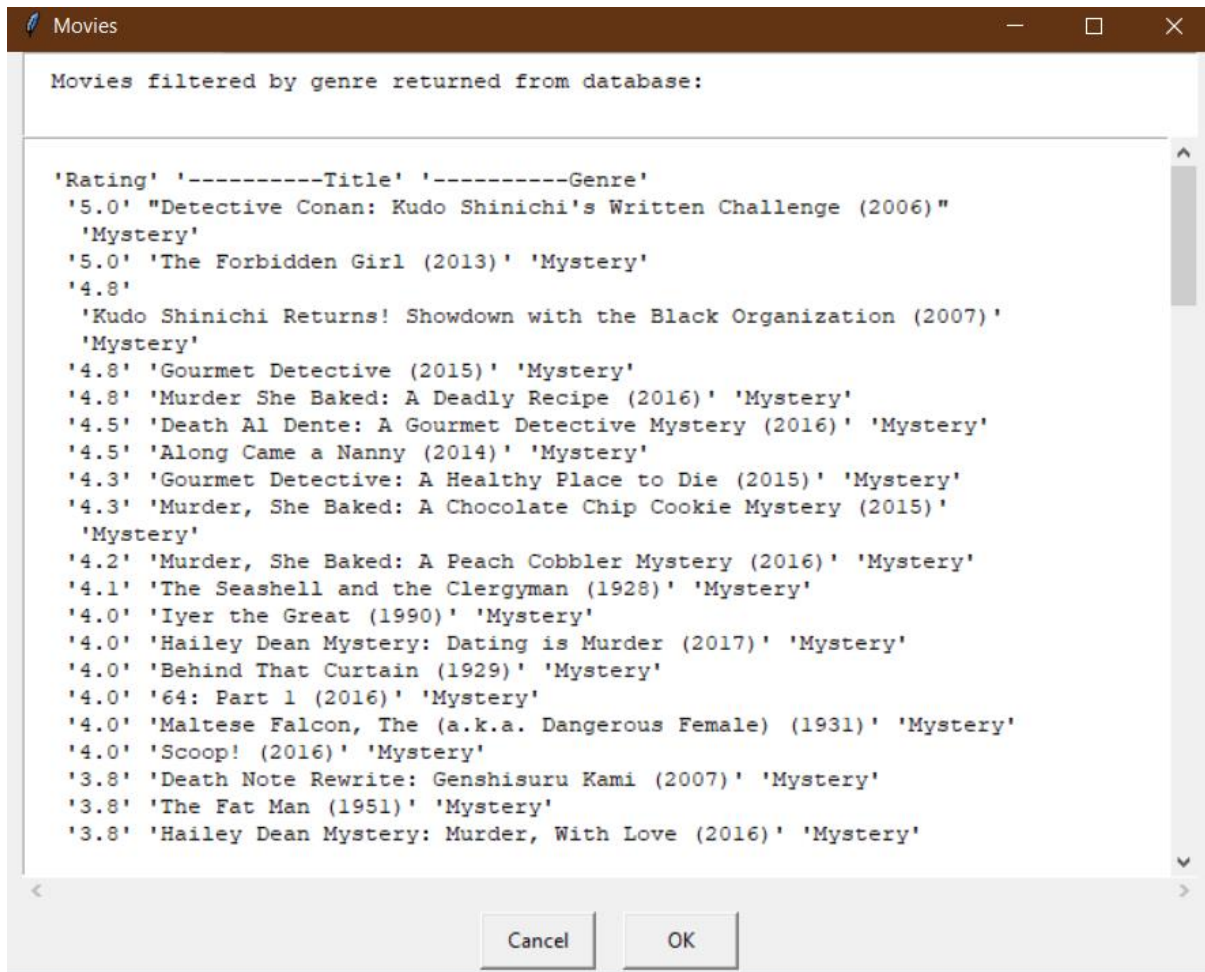 Movies
Movies filtered by genre returned from database:
'Rating' '----------Title' '----------Genre'
'5.0' "Detective Conan: Kudo Shinichi's Written Challenge (2006)"
'Mystery'
'5.0' 'The Forbidden Girl (2013)' 'Mystery'
'4.8'
'Kudo Shinichi Returns! Showdown with the Black Organization (2007)'
'Mystery'
'4.8' 'Gourmet Detective (2015)' 'Mystery'
'4.8' 'Murder She Baked: A Deadly Recipe (2016)' 'Mystery'
'4.5' 'Death Al Dente: A Gourmet Detective Mystery (2016)' 'Mystery'
'4.5' 'Along Came a Nanny (2014)' 'Mystery'
'4.3' 'Gourmet Detective: A Healthy Place to Die (2015)' 'Mystery'
'4.3' 'Murder, She Baked: A Chocolate Chip Cookie Mystery (2015)'
'Mystery'
'4.2' 'Murder, She Baked: A Peach Cobbler Mystery (2016)' 'Mystery'
'4.1' 'The Seashell and the Clergyman (1928)' 'Mystery'
'4.0' 'Iyer the Great (1990)' 'Mystery'
'4.0' 'Hailey Dean Mystery: Dating is Murder (2017)' 'Mystery'
'4.0' 'Behind That Curtain (1929)' 'Mystery'
'4.0' '64: Part 1 (2016)' 'Mystery'
'4.0' 'Maltese Falcon, The (a.k.a. Dangerous Female) (1931)' 'Mystery'
'4.0' 'Scoop! (2016)' 'Mystery'
'3.8' 'Death Note Rewrite: Genshisuru Kami (2007)' 'Mystery'
'3.8' 'The Fat Man (1951)' 'Mystery'
'3.8' 'Hailey Dean Mystery: Murder, With Love (2016)' 'Mystery'
Cancel OK